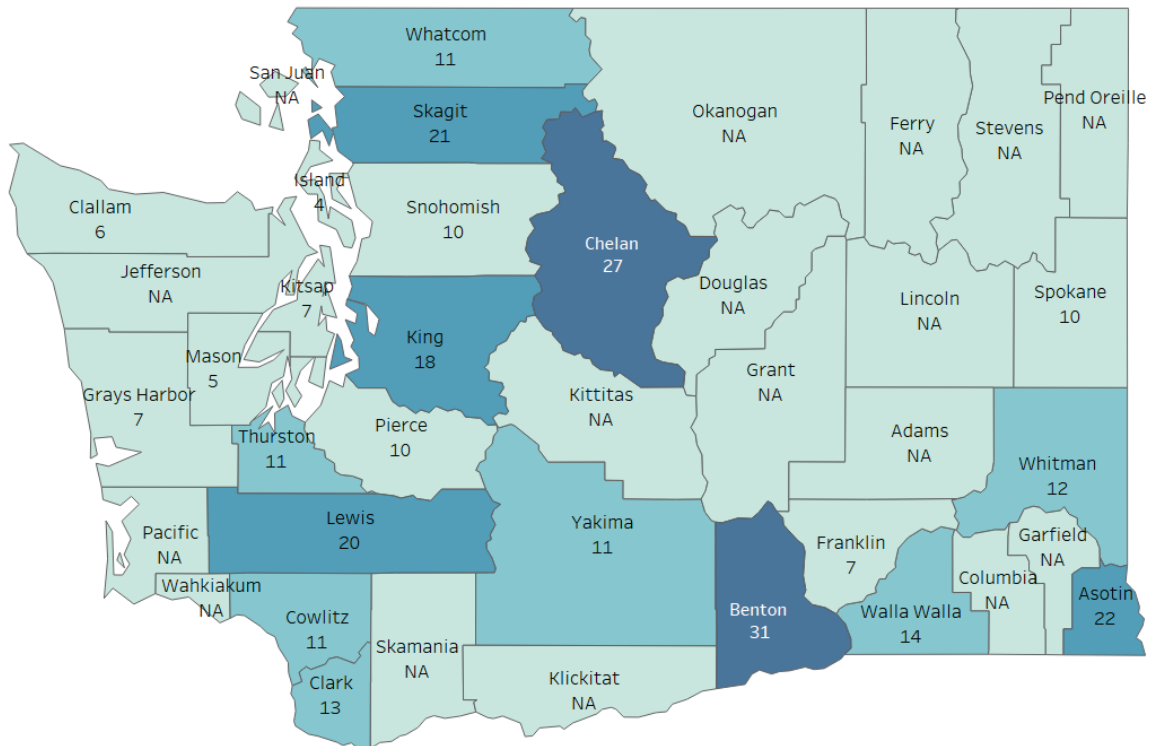 Whatcom
11
San Juan
NA
Skagit
21
Okanogan
NA
Ferry
NA
Stevens
NA
Pend Oreille
NA
Island
4
Clallam
6
Snohomish
10
Chelan
27
Jefferson
NA
Kitsap
7
Douglas
NA
Lincoln
NA
Spokane
10
King
18
Mason
5
Grays Harbor
7
Kittitas
NA
Grant
NA
Pierce
10
Thurston
11
Adams
NA
Whitman
12
Lewis
20
Yakima
11
Pacific
NA
Franklin
7
Garfield
NA
Wahkiakum
NA
Columbia
NA
Asotin
22
Cowlitz
11
Benton
31
Walla Walla
14
Skamania
NA
Clark
13
Klickitat
NA